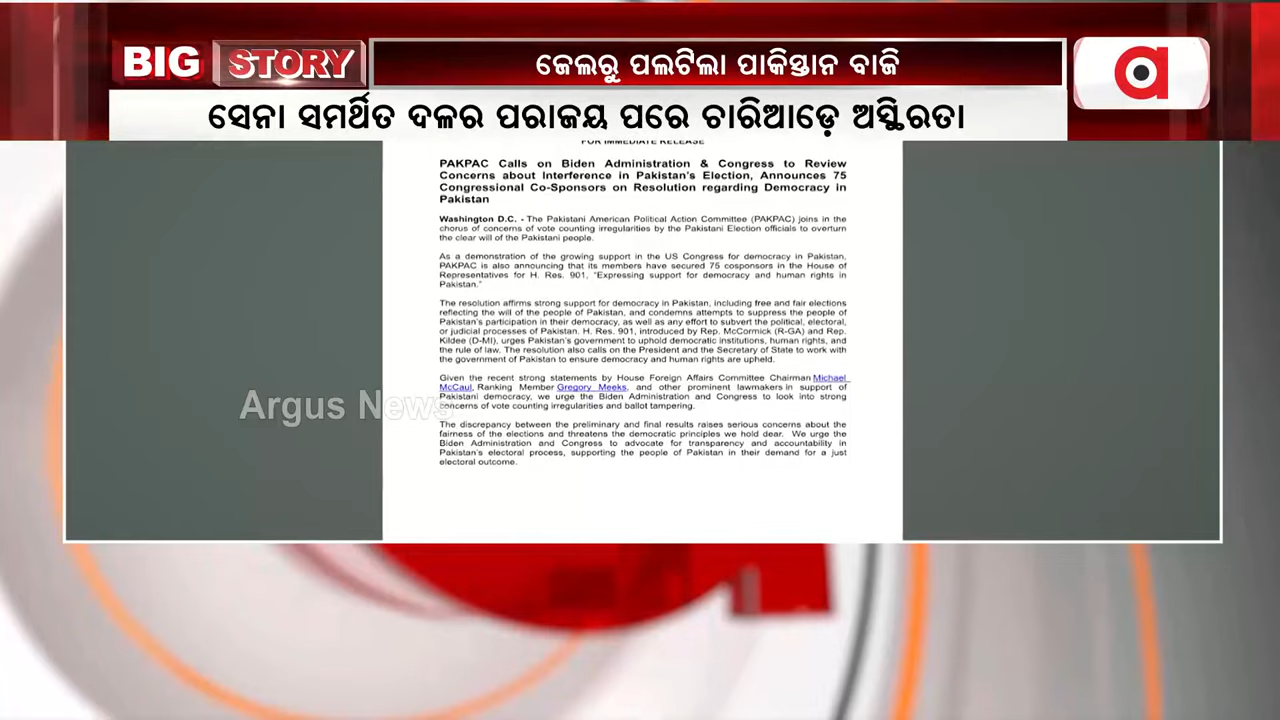 BIG STORY
ଜେଲରୁ ପଲଟିଲା ପାକିସ୍ତାନ ବାଜି
ସେନା ସମର୍ଥିତ ଦଳର ପରାଜୟ ପରେ ଚାରିଆଡ଼େ ଅସ୍ଥିରତା
FOR IMMEDIATE RELEASE
PAKPAC Calls on Biden Administration & Congress to Review
Concerns about Interference in Pakistan's Election, Announces 75
Congressional Co-Sponsors on Resolution regarding Democracy in
Pakistan
Washington D.C. - The Pakistani American Political Action Committee (PAKPAC) joins in the
chorus of concerns of vote counting irregularities by the Pakistani Election officials to overturn
the clear will of the Pakistani people.
As a demonstration of the growing support in the US Congress for democracy in Pakistan,
PAKPAC is also announcing that its members have secured 75 cosponsors in the House of
Representatives for H. Res. 901, "Expressing support for democracy and human rights in
Pakistan."
The resolution affirms strong support for democracy in Pakistan, including free and fair elections
reflecting the will of the people of Pakistan, and condemns attempts to suppress the people of
Pakistan's participation in their democracy, as well as any effort to subvert the political, electoral,
or judicial processes of Pakistan. H. Res. 901, introduced by Rep. McCormick (R-GA) and Rep.
Kildee (D-MI), urges Pakistan's government to uphold democratic institutions, human rights, and
the rule of law. The resolution also calls on the President and the Secretary of State to work with
the government of Pakistan to ensure democracy and human rights are upheld.
Given the recent strong statements by House Foreign Affairs Committee Chairman Michael
McCaul, Ranking Member Gregory Meeks, and other prominent lawmakers in support of
Pakistani democracy, we urge the Biden Administration and Congress to look into strong
concerns of vote counting irregularities and ballot tampering.
The discrepancy between the preliminary and final results raises serious concerns about the
fairness of the elections and threatens the democratic principles we hold dear. We urge the
Biden Administration and Congress to advocate for transparency and accountability in
Pakistan's electoral process, supporting the people of Pakistan in their demand for a just
electoral outcome.
Argus News